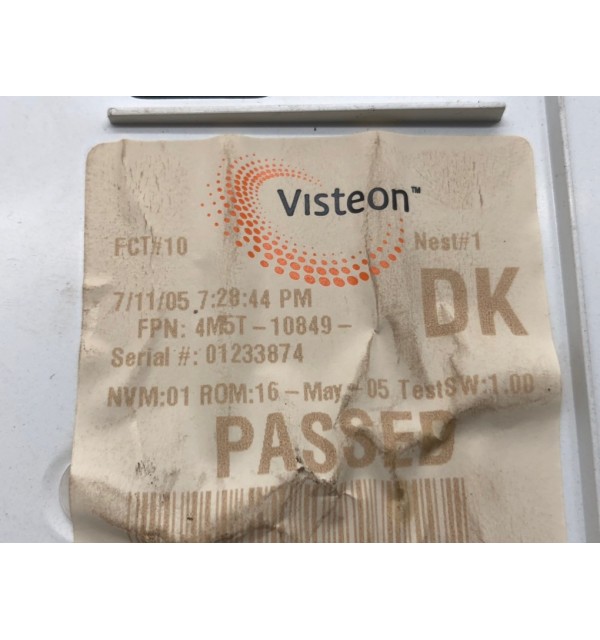 Visteon™
FCT#10
Nest#1
7/11/05 7:28:44 PM
DK
FPN: 4M5T-10849-
Serial #: 01233874
NVM:01 ROM:16-May-05 TestSW:1.00
PASSED